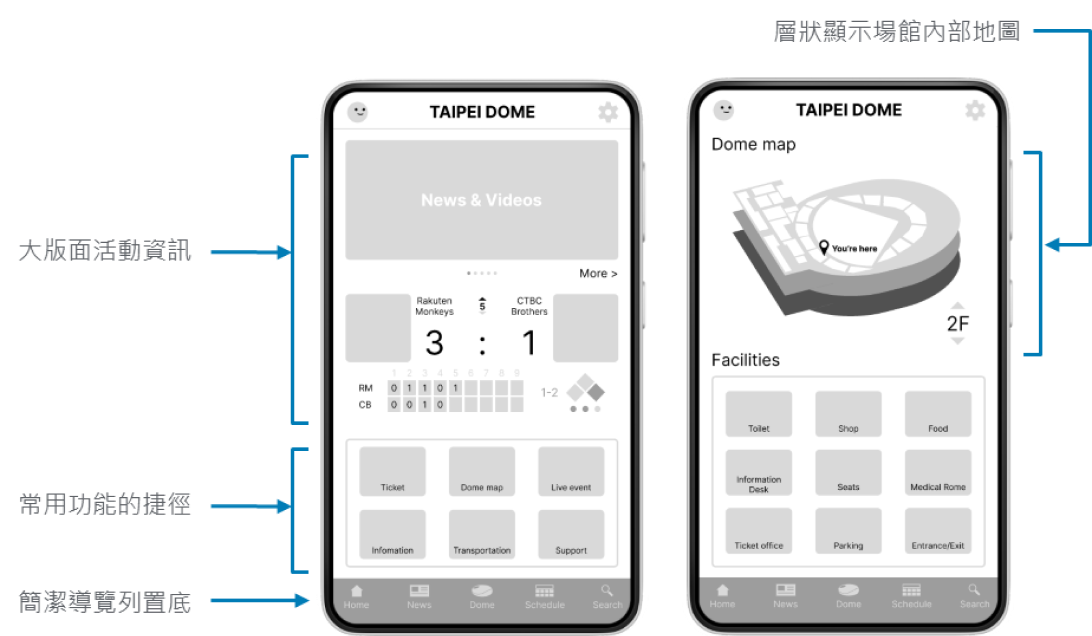 層狀顯示場館內部地圖
大版面活動資訊
常用功能的捷徑
簡潔導覽列置底
TAIPEI DOME
News & Videos
More >
Rakuten
Monkeys
5
CTBC
Brothers
3 : 1
1 2 3 4 5 6 7 8 9
RM 0 1 1 0 1
CB 0 0 1 0
1-2
Ticket
Dome map
Live event
Infomation
Transportation
Support
Home
News
Dome
Schedule
Search
TAIPEI DOME
Dome map
You're here
2F
Facilities
Toilet
Shop
Food
Information
Desk
Seats
Medical Rome
Ticket office
Parking
Entrance/Exit
Home
News
Dome
Schedule
Search